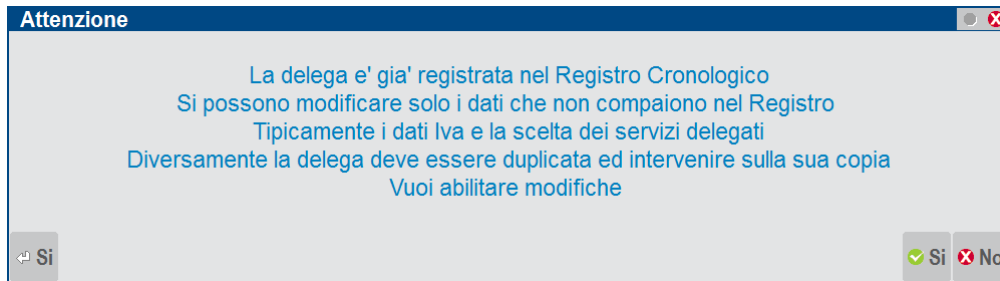 Attenzione
La delega e' gia' registrata nel Registro Cronologico
Si possono modificare solo i dati che non compaiono nel Registro
Tipicamente i dati Iva e la scelta dei servizi delegati
Diversamente la delega deve essere duplicata ed intervenire sulla sua copia
Vuoi abilitare modifiche
Si Si No